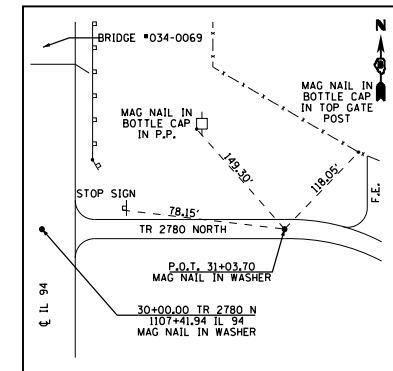 BRIDGE #034-0069
N
MAG NAIL IN
BOTTLE CAP
IN TOP GATE
POST
MAG NAIL IN
BOTTLE CAP
IN P.P.
149.30'
118.05'
F.E.
STOP SIGN
78.15'
TR 2780 NORTH
P.O.T. 31+03.70
MAG NAIL IN WASHER
℄ IL 94
30+00.00 TR 2780 N
1107+41.94 IL 94
MAG NAIL IN WASHER